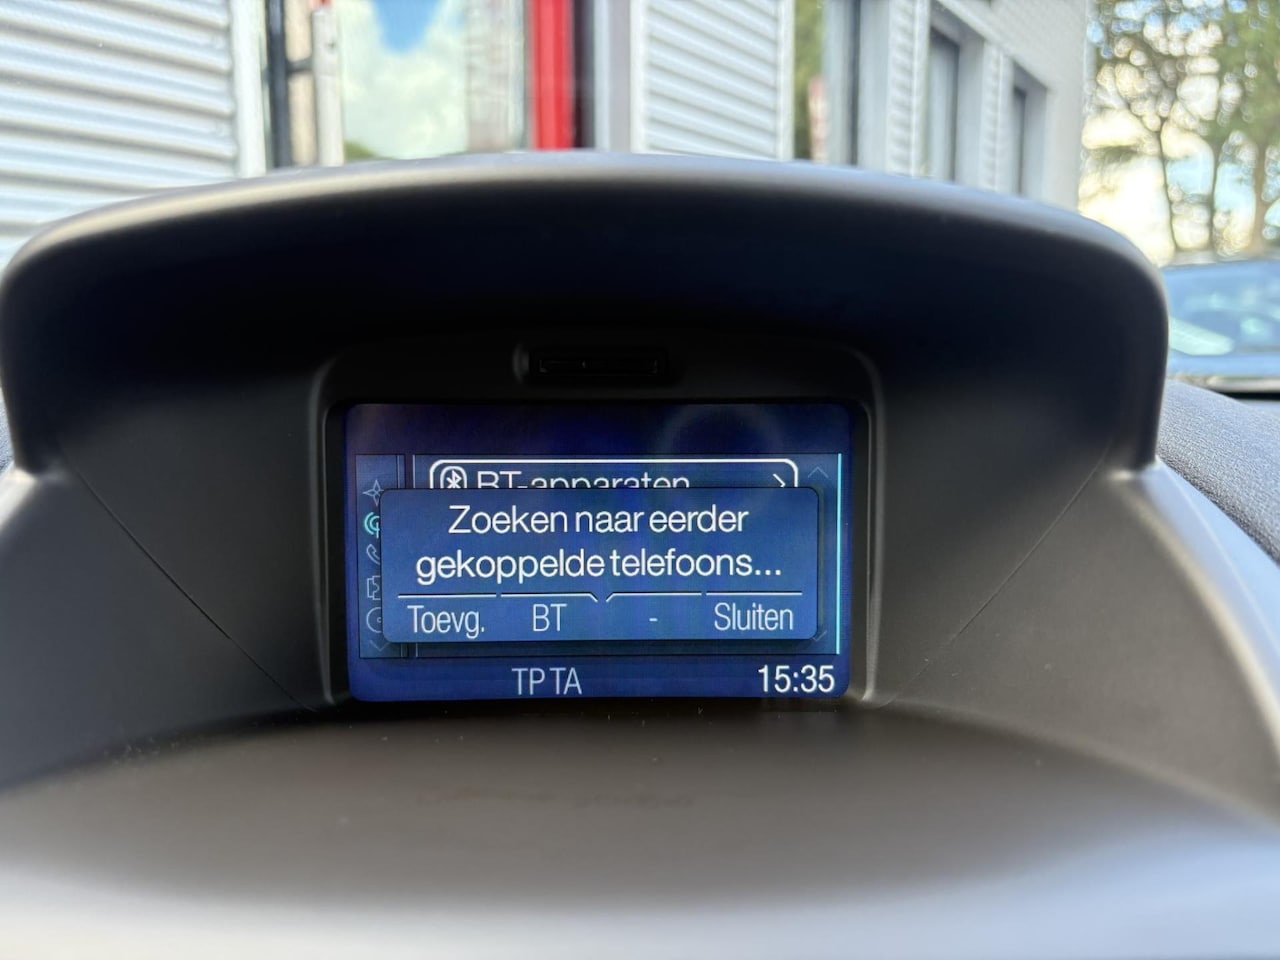 BT-apparaten
Zoeken naar eerder
gekoppelde telefoons...
Toevg. BT - Sluiten
TP TA 15:35